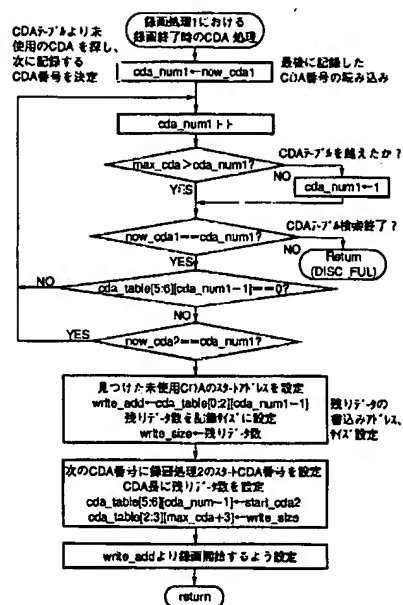 録画処理1における
録画終了時のCDA 処理
CDAテーブルより未
使用のCDA を探し、
次に記録する
CDA番号を決定
cda_num1←now_cda1
最後に記録した
CDA番号の読み込み
cda_num1++
max_cda>cda_num1?
CDAテーブルを越えたか?
NO
cda_num1←1
YES
now_cda1==cda_num1?
CDAテーブル検索終了?
NO
Return
(DISC_FUL)
YES
NO
cda_table[5:6][cda_num1-1]==0?
NO
YES
now_cda2==cda_num1?
見つけた未使用CDAのスタートアドレスを設定
write_add←cda_table[0:2][cda_num1-1]
残りデータ数を記録サイズに設定
write_size←残りデータ数
残りデータの
書込みアドレス、
サイズ設定
次のCDA番号に録画処理2のスタートCDA番号を設定
CDA長に残りデータ数を設定
cda_table[5:6][cda_num-1]←start_cda2
cda_table[2:3][max_cda+3]←write_size
write_addより録画開始するよう設定
return